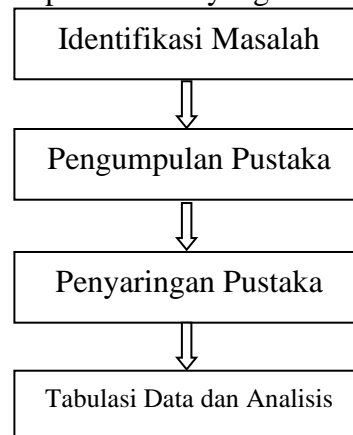 Identifikasi Masalah
Pengumpulan Pustaka
Penyaringan Pustaka
Tabulasi Data dan Analisis